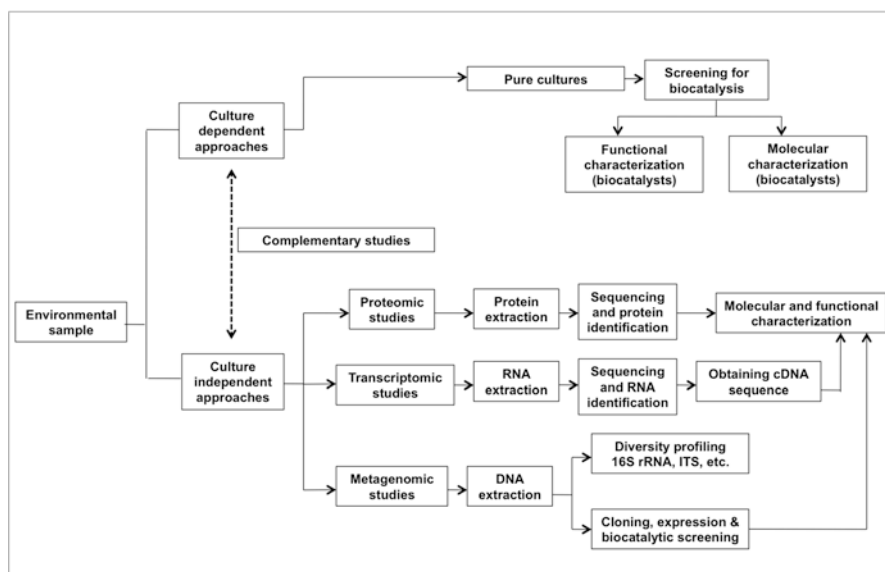 Pure cultures
Screening for
biocatalysis
Culture
dependent
approaches
Functional
characterization
(biocatalysts)
Molecular
characterization
(biocatalysts)
Complementary studies
Environmental
sample
Proteomic
studies
Protein
extraction
Sequencing
and protein
identification
Molecular and functional
characterization
Culture
independent
approaches
Transcriptomic
studies
RNA
extraction
Sequencing
and RNA
identification
Obtaining cDNA
sequence
Metagenomic
studies
DNA
extraction
Diversity profiling
16S rRNA, ITS, etc.
Cloning, expression &
biocatalytic screening